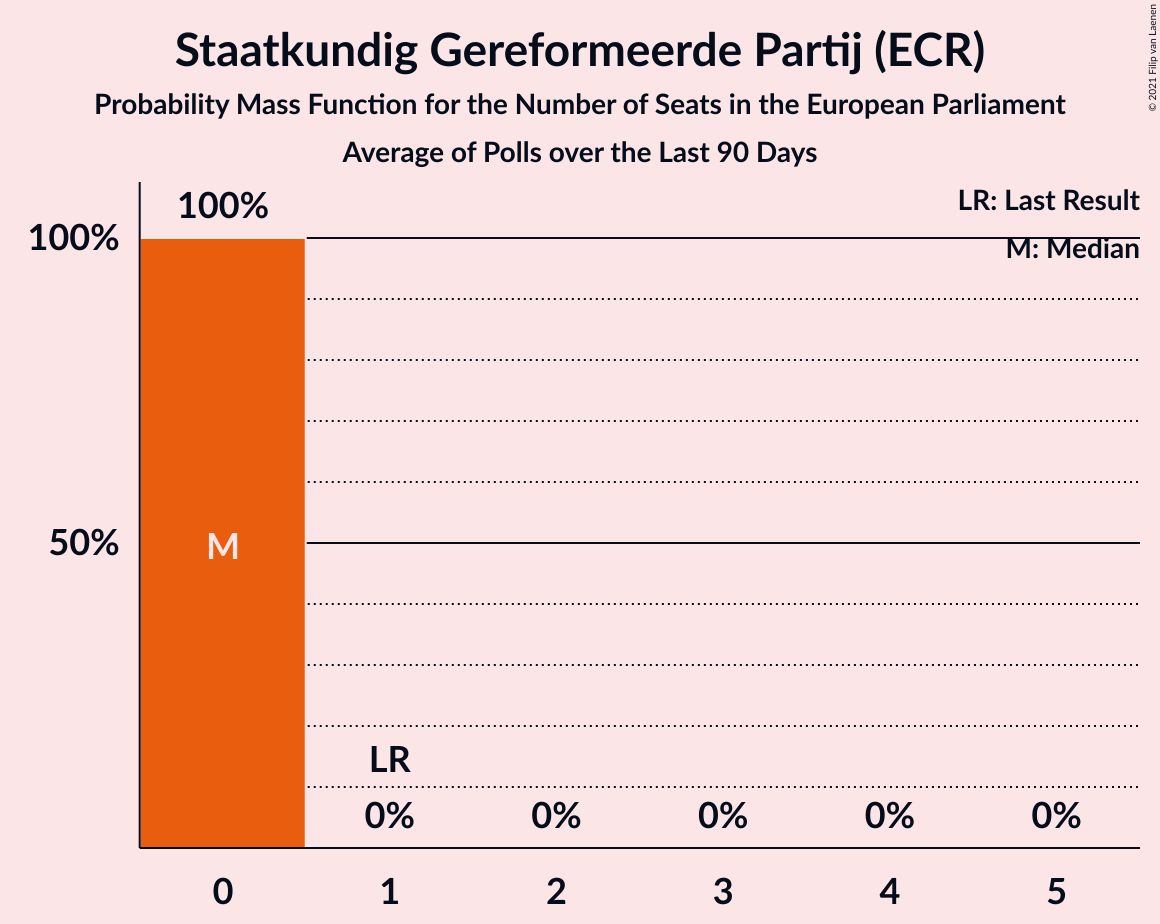 Staatkundig Gereformeerde Partij (ECR)
Probability Mass Function for the Number of Seats in the European Parliament
Average of Polls over the Last 90 Days
© 2021 Filip van Laenen
LR: Last Result
M: Median
100%
100%
50%
M
LR
0%
0%
0%
0%
0%
0
1
2
3
4
5